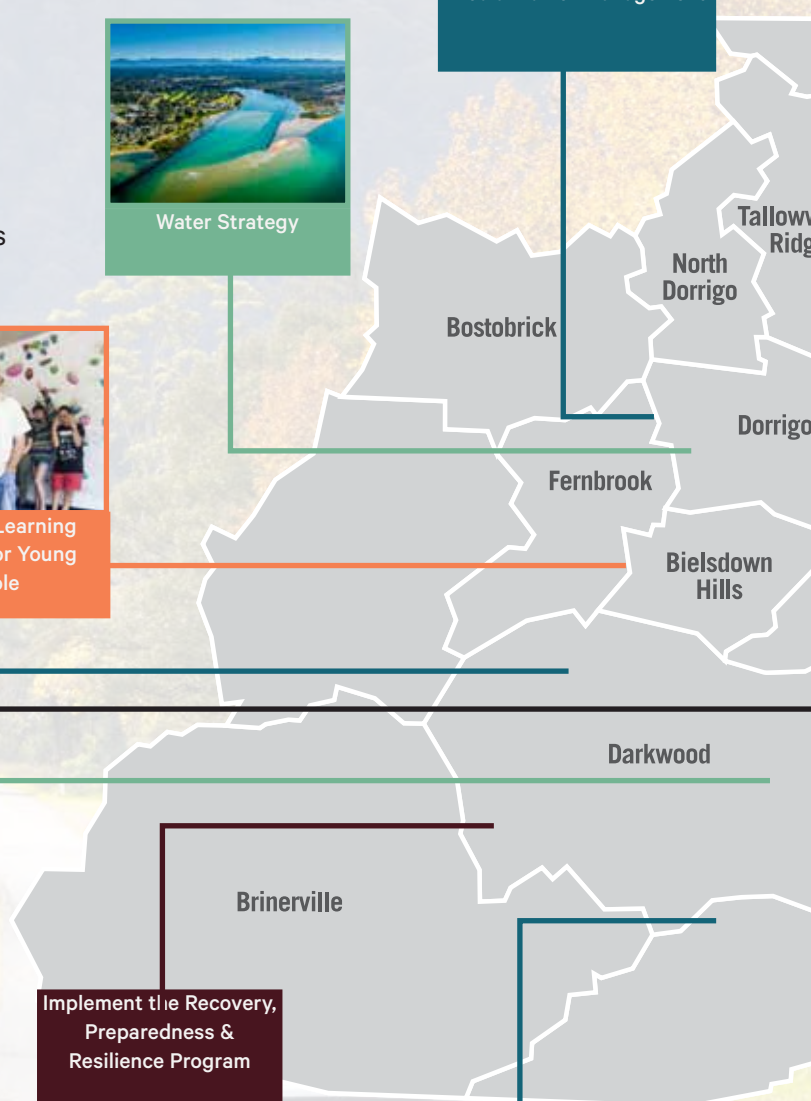 s
Water Strategy
Tallow
Ridg
North
Dorrigo
Bostobrick
Dorrigo
Learning
or Young
ple
Fernbrook
Bielsdown
Hills
Darkwood
Brinerville
Implement the Recovery,
Preparedness &
Resilience Program